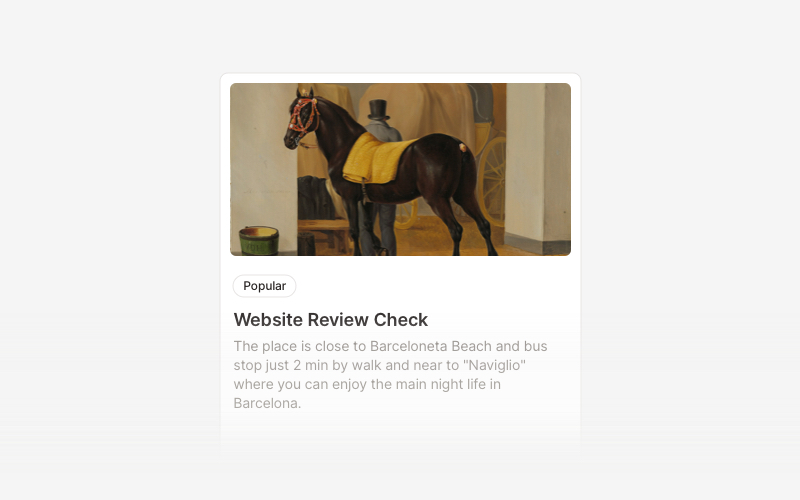 Popular
Website Review Check
The place is close to Barceloneta Beach and bus
stop just 2 min by walk and near to "Naviglio"
where you can enjoy the main night life in
Barcelona.